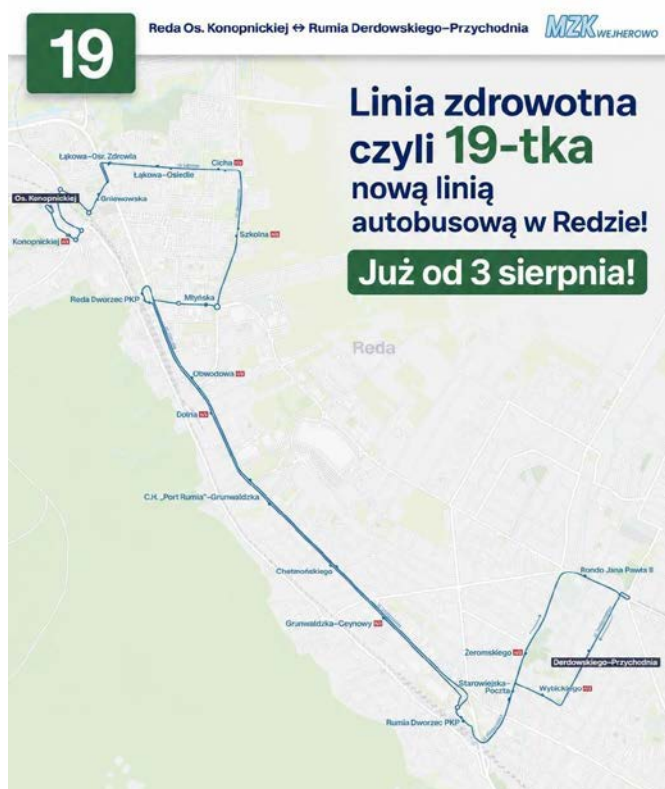 19
Reda Os. Konopnickiej ↔ Rumia Derdowskiego–Przychodnia
MZK WEJHEROWO
Linia zdrowotna
czyli 19-tka
nową linią
autobusową w Redzie!
Już od 3 sierpnia!
Łąkowa–Osr. Zdrowia
Łąkowa–Osiedle
Cicha
Os. Konopnickiej
Gniewowska
Konopnickiej
Szkolna
Reda Dworzec PKP
Młyńska
Reda
Obwodowa
Dolna
C.H. „Port Rumia”–Grunwaldzka
Chełmońskiego
Rondo Jana Pawła II
Grunwaldzka–Ceynowy
Żeromskiego
Derdowskiego–Przychodnia
Starowiejska–
Poczta
Wybickiego
Rumia Dworzec PKP